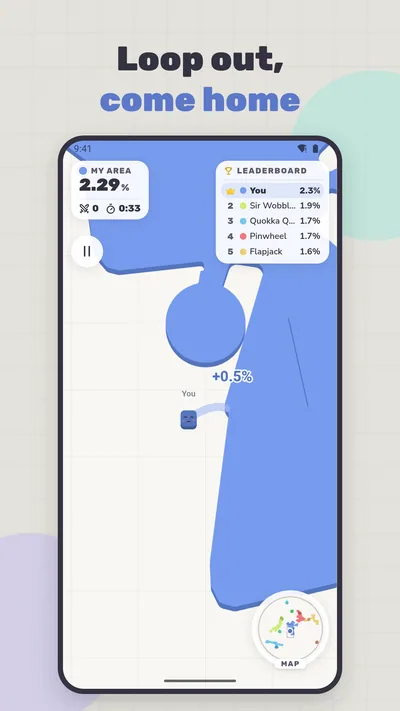 Loop out,
come home
9:41
MY AREA
2.29%
0 0:33
LEADERBOARD
You 2.3%
2 Sir Wobbl... 1.9%
3 Quokka Q... 1.7%
4 Pinwheel 1.7%
5 Flapjack 1.6%
+0.5%
You
MAP